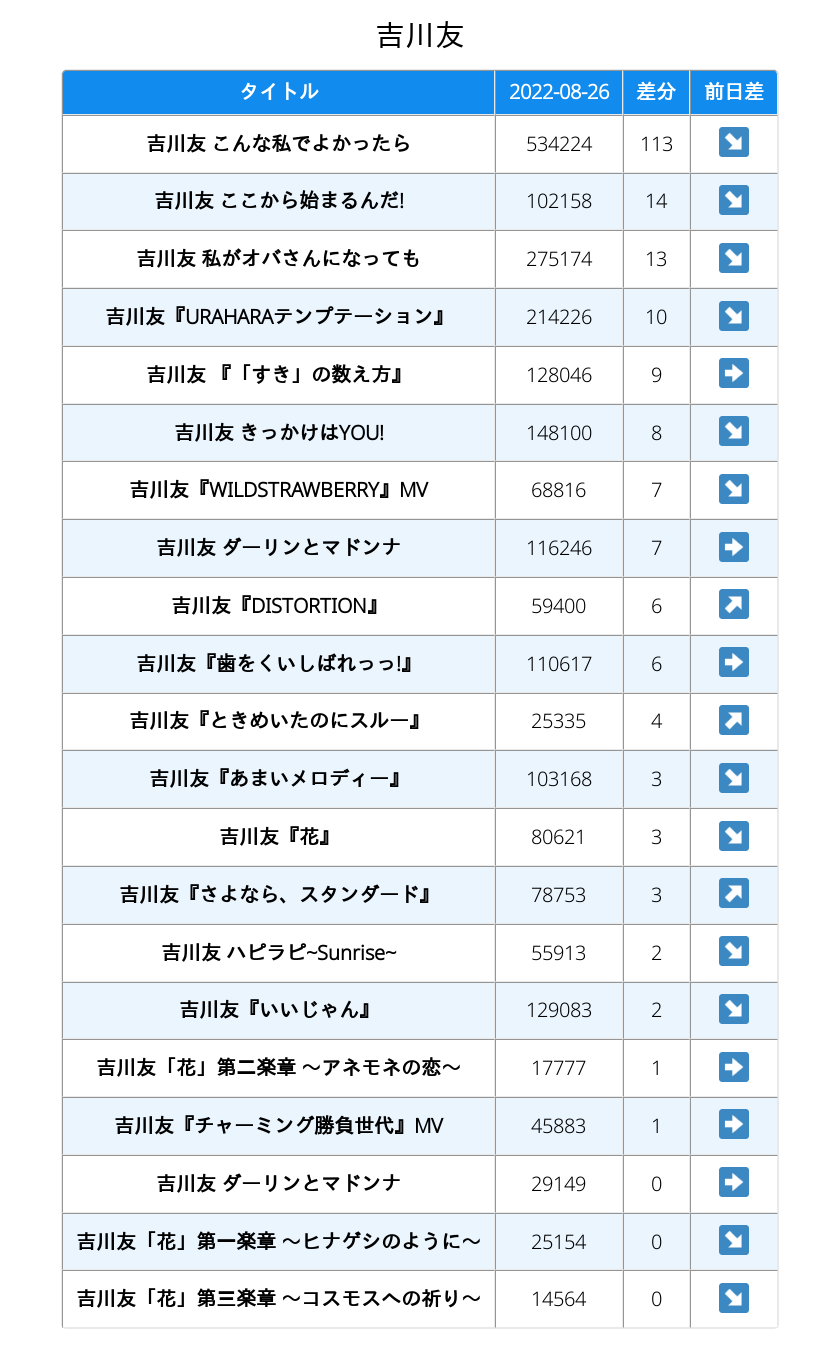 吉川友
タイトル 2022-08-26 差分 前日差
吉川友 こんな私でよかったら 534224 113 ↘
吉川友 ここから始まるんだ! 102158 14 ↘
吉川友 私がオバさんになっても 275174 13 ↘
吉川友『URAHARAテンプテーション』 214226 10 ↘
吉川友 『「すき」の数え方』 128046 9 ➡
吉川友 きっかけはYOU! 148100 8 ↘
吉川友『WILDSTRAWBERRY』MV 68816 7 ↘
吉川友 ダーリンとマドンナ 116246 7 ➡
吉川友『DISTORTION』 59400 6 ↗
吉川友『歯をくいしばれっっ!』 110617 6 ➡
吉川友『ときめいたのにスルー』 25335 4 ↗
吉川友『あまいメロディー』 103168 3 ↘
吉川友『花』 80621 3 ↘
吉川友『さよなら、スタンダード』 78753 3 ↗
吉川友 ハピラピ~Sunrise~ 55913 2 ↘
吉川友『いいじゃん』 129083 2 ↘
吉川友「花」第二楽章 〜アネモネの恋〜 17777 1 ➡
吉川友『チャーミング勝負世代』MV 45883 1 ➡
吉川友 ダーリンとマドンナ 29149 0 ➡
吉川友「花」第一楽章 〜ヒナゲシのように〜 25154 0 ↘
吉川友「花」第三楽章 〜コスモスへの祈り〜 14564 0 ↘